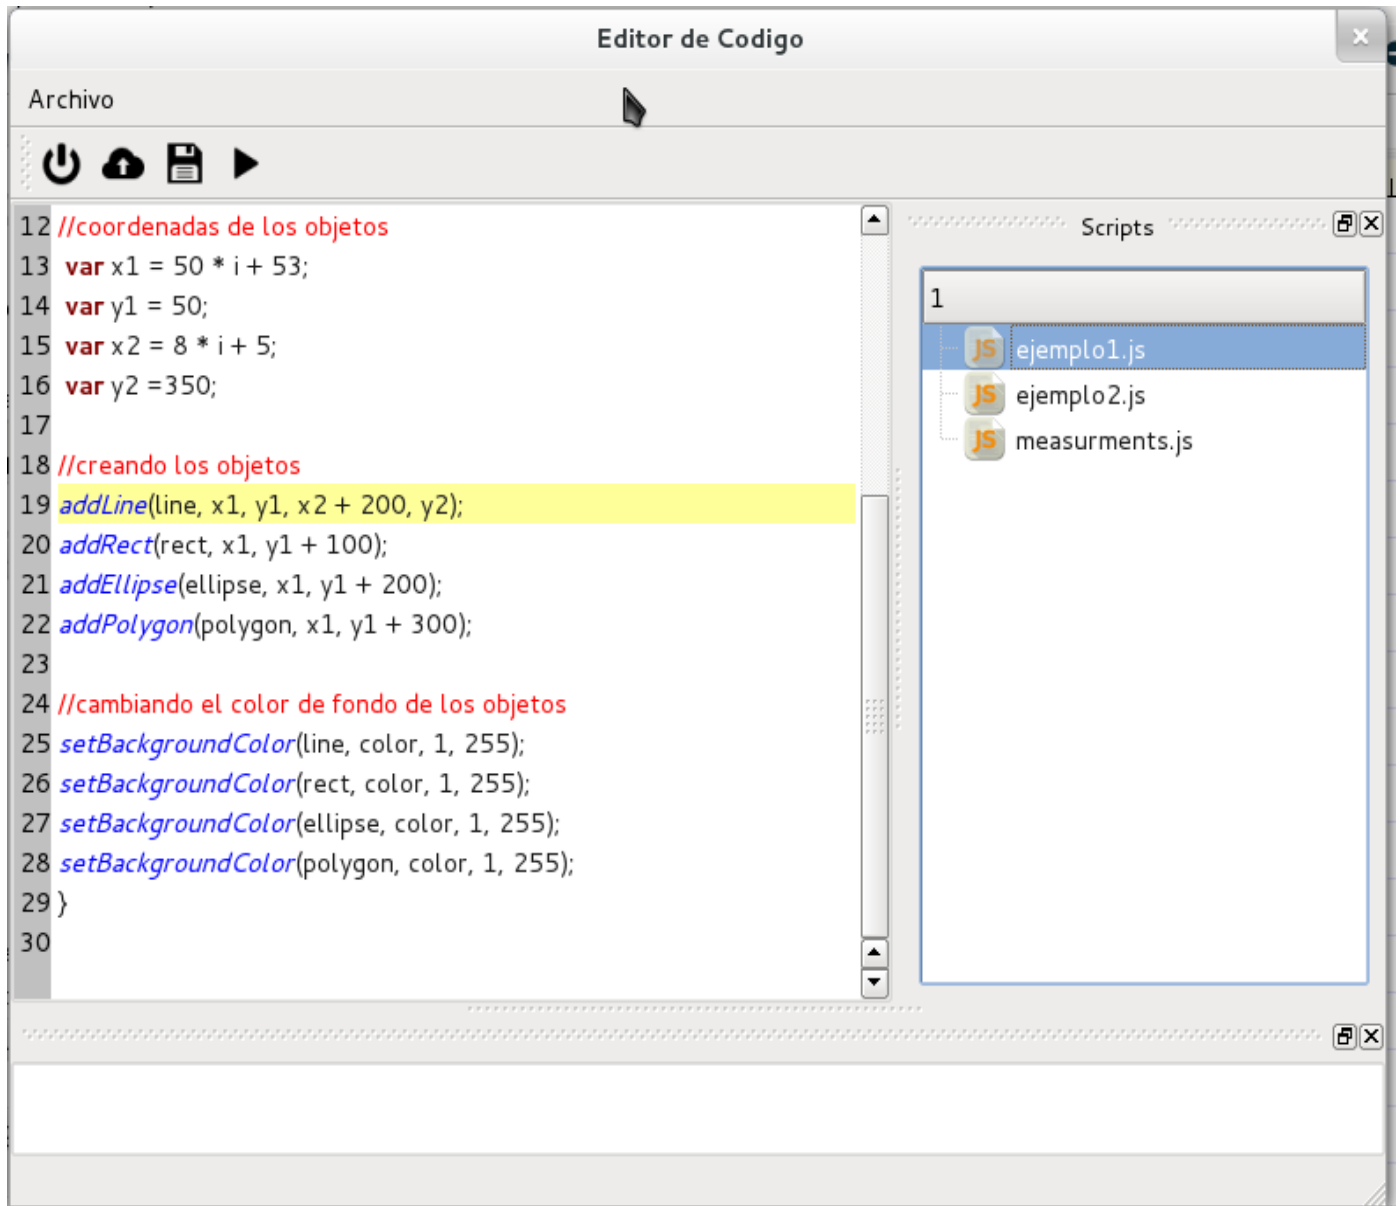 Editor de Codigo
Archivo
12 //coordenadas de los objetos
13 var x1 = 50 * i + 53;
14 var y1 = 50;
15 var x2 = 8 * i + 5;
16 var y2 =350;
17
18 //creando los objetos
19 addLine(line, x1, y1, x2 + 200, y2);
20 addRect(rect, x1, y1 + 100);
21 addEllipse(ellipse, x1, y1 + 200);
22 addPolygon(polygon, x1, y1 + 300);
23
24 //cambiando el color de fondo de los objetos
25 setBackgroundColor(line, color, 1, 255);
26 setBackgroundColor(rect, color, 1, 255);
27 setBackgroundColor(ellipse, color, 1, 255);
28 setBackgroundColor(polygon, color, 1, 255);
29 }
30
Scripts
1
JS ejemplo1.js
JS ejemplo2.js
JS measurments.js